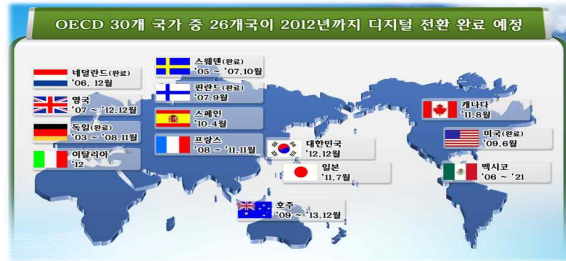 OECD 30개 국가 중 26개국이 2012년까지 디지털 전환 완료 예정
네덜란드(완료)
'06. 12월
영국
'07 ~ '12.12월
독일(완료)
'03 ~ '08.11월
이탈리아
'12
스웨덴(완료)
'05 ~ '07.10월
핀란드(완료)
'07.9월
스페인
'10.4월
프랑스
'08 ~ '11.11월
대한민국
'12.12월
일본
'11.7월
호주
'09 ~ '13.12월
캐나다
'11.8월
미국(완료)
'09.6월
멕시코
'06 ~ '21